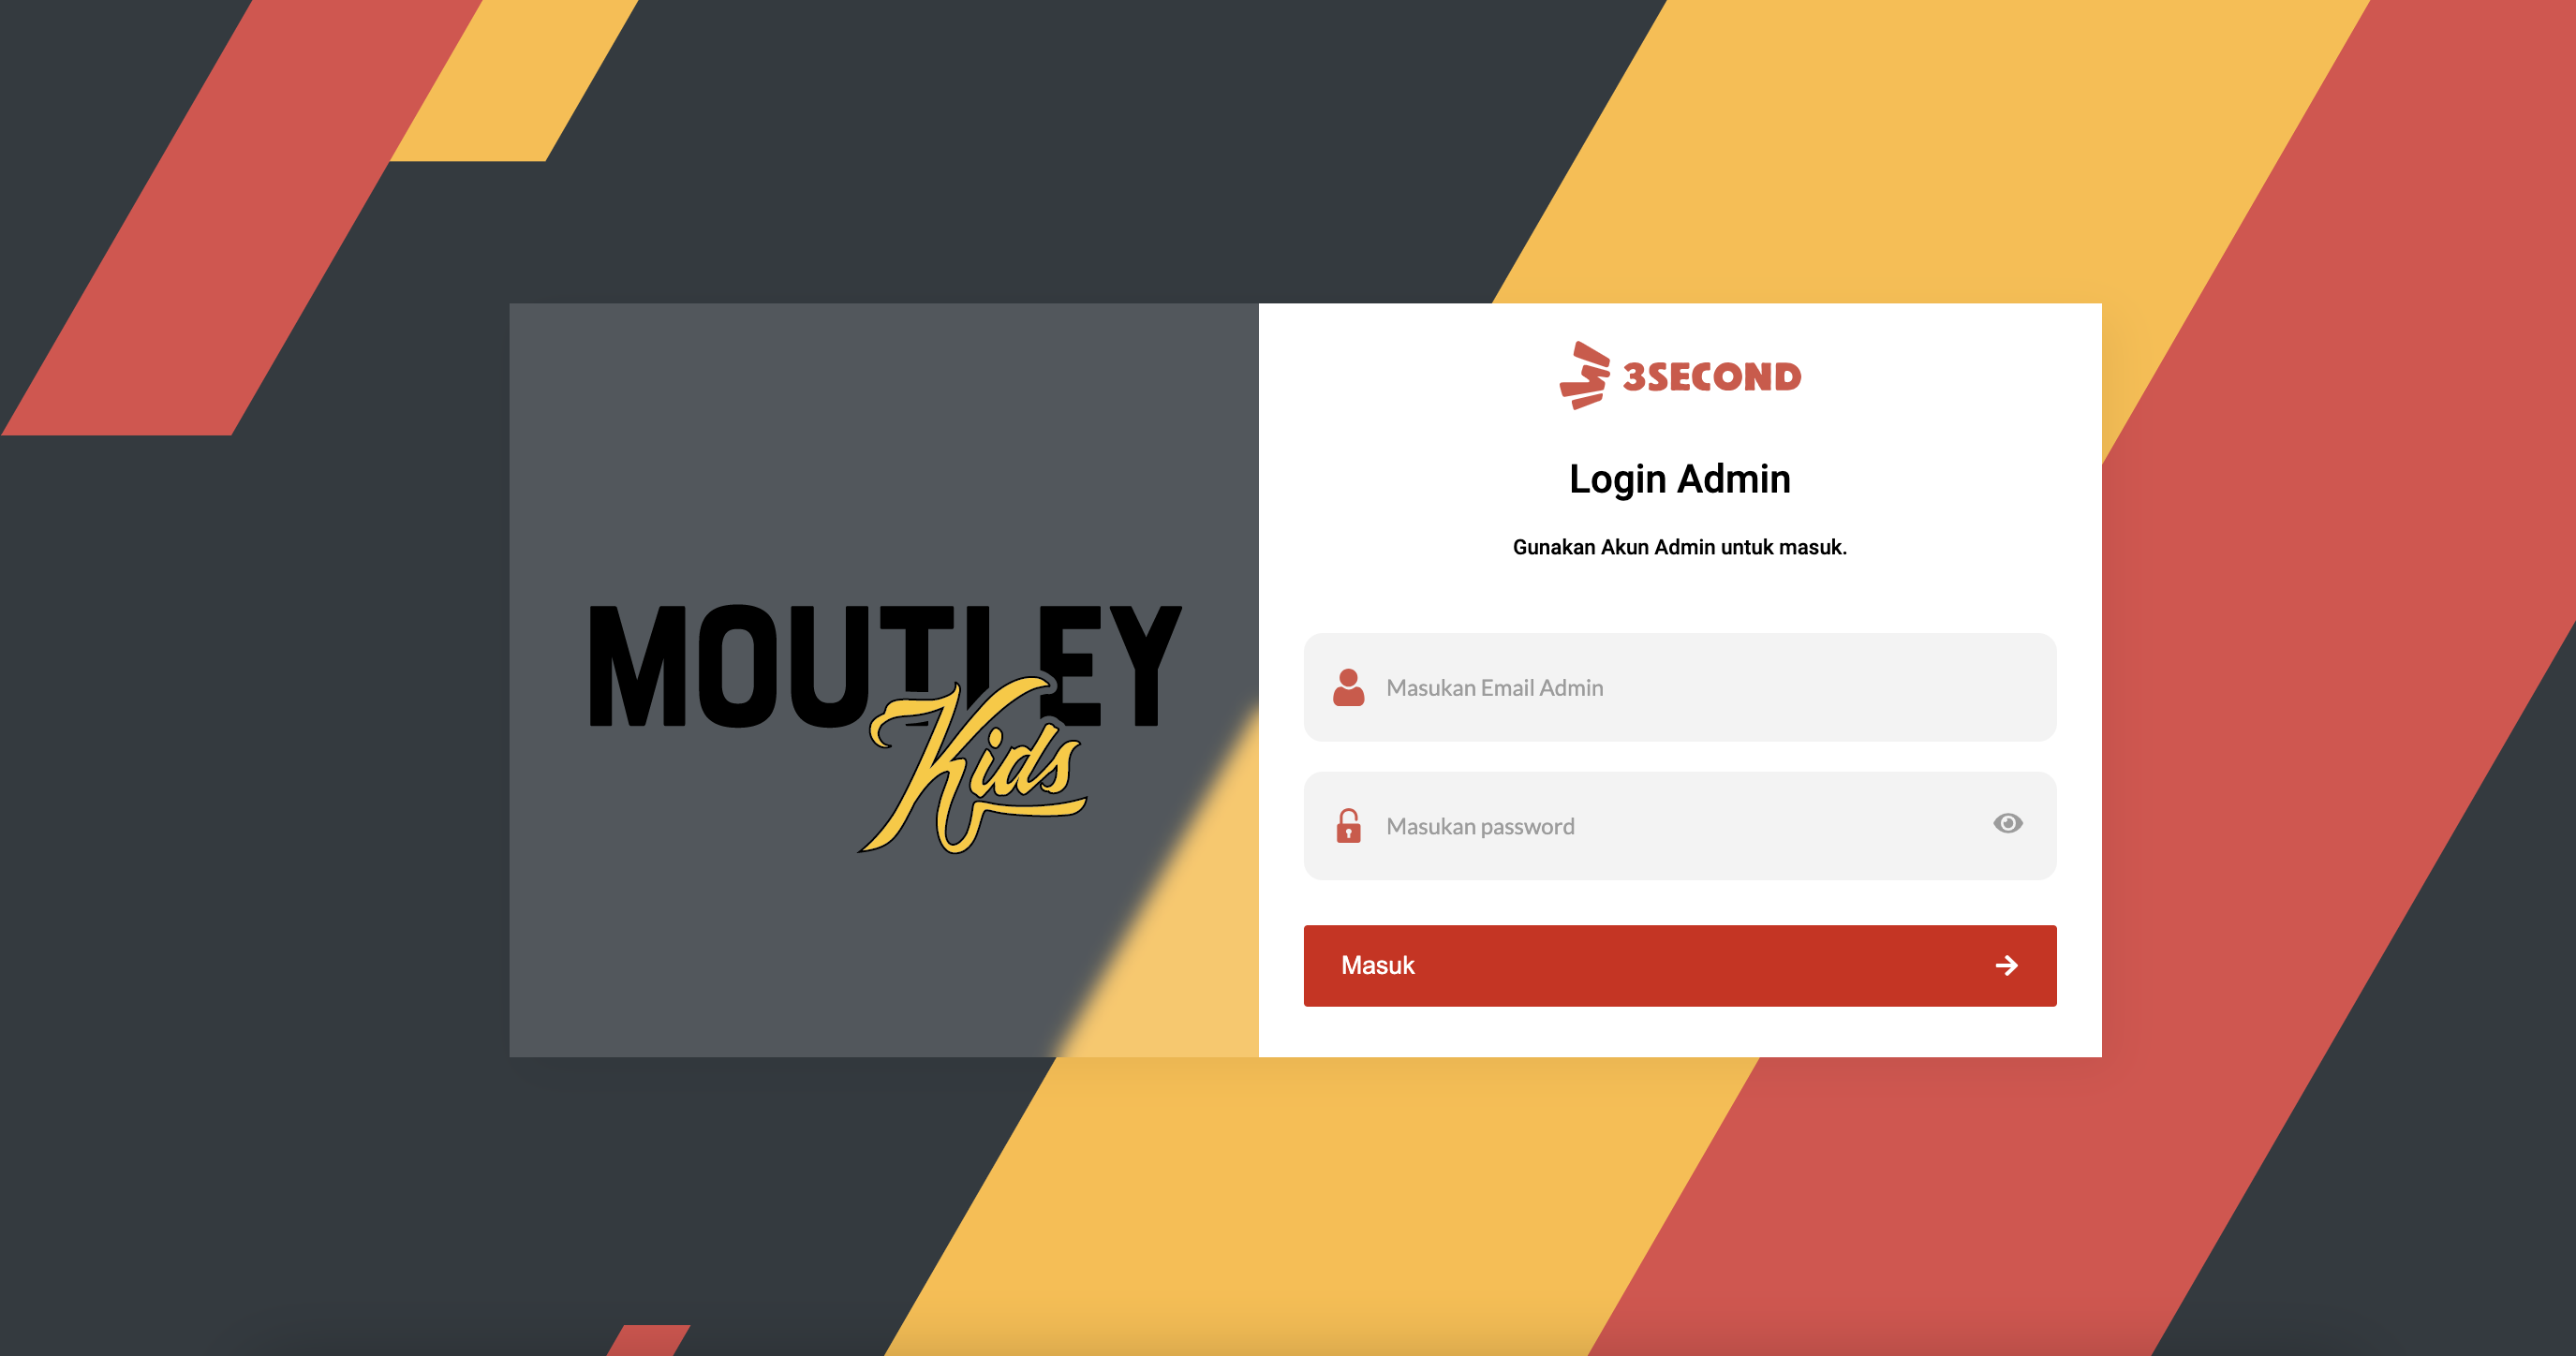 MOUTLEY
Kids
3SECOND
Login Admin
Gunakan Akun Admin untuk masuk.
Masukan Email Admin
Masukan password
Masuk